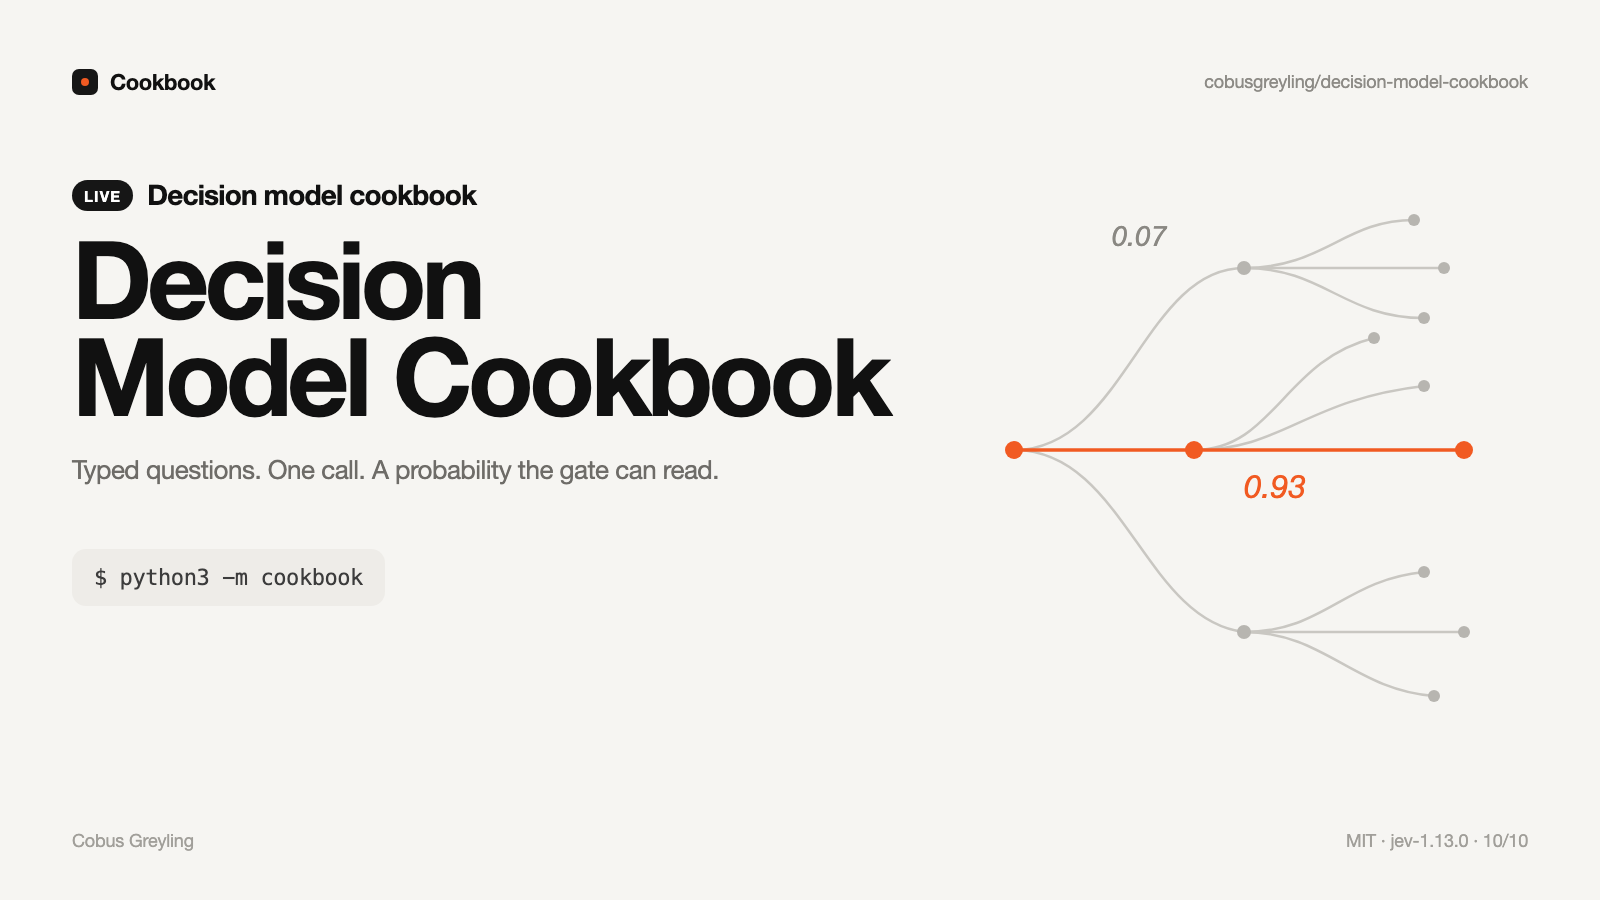 Cookbook
cobusgreyling/decision-model-cookbook
LIVE Decision model cookbook
Decision
Model Cookbook
Typed questions. One call. A probability the gate can read.
$ python3 -m cookbook
0.07
0.93
Cobus Greyling
MIT · jev-1.13.0 · 10/10